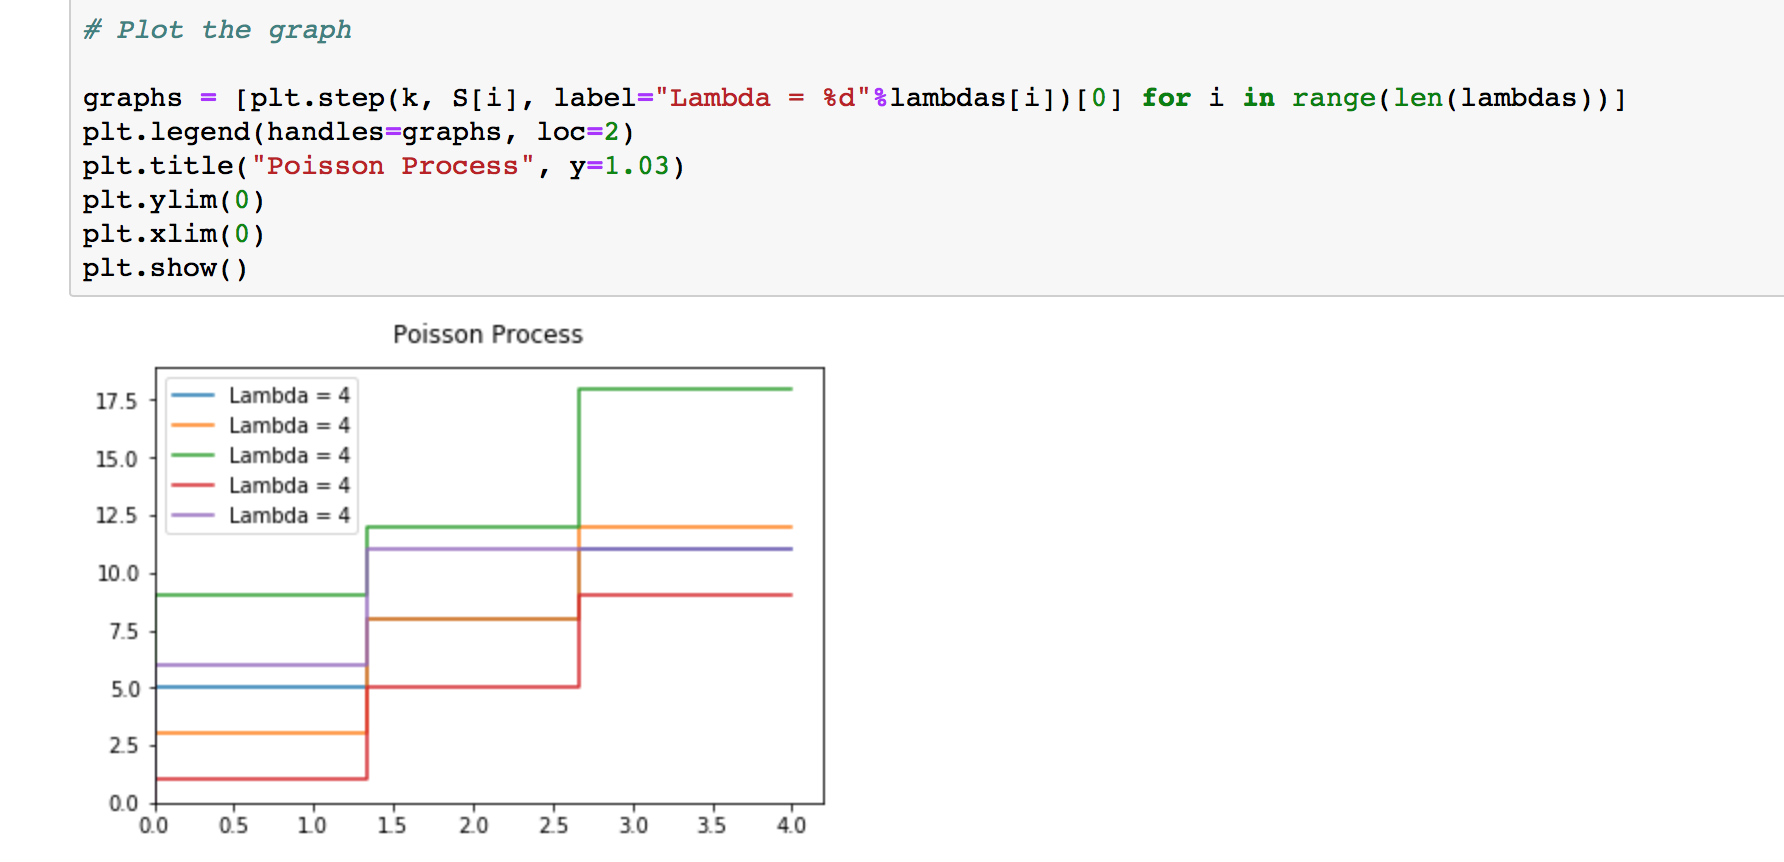 # Plot the graph
graphs = [plt.step(k, S[i], label="Lambda = %d"%lambdas[i])[0] for i in range(len(lambdas))]
plt.legend(handles=graphs, loc=2)
plt.title("Poisson Process", y=1.03)
plt.ylim(0)
plt.xlim(0)
plt.show()
Poisson Process
Lambda = 4
Lambda = 4
Lambda = 4
Lambda = 4
Lambda = 4
17.5
15.0
12.5
10.0
7.5
5.0
2.5
0.0
0.0 0.5 1.0 1.5 2.0 2.5 3.0 3.5 4.0